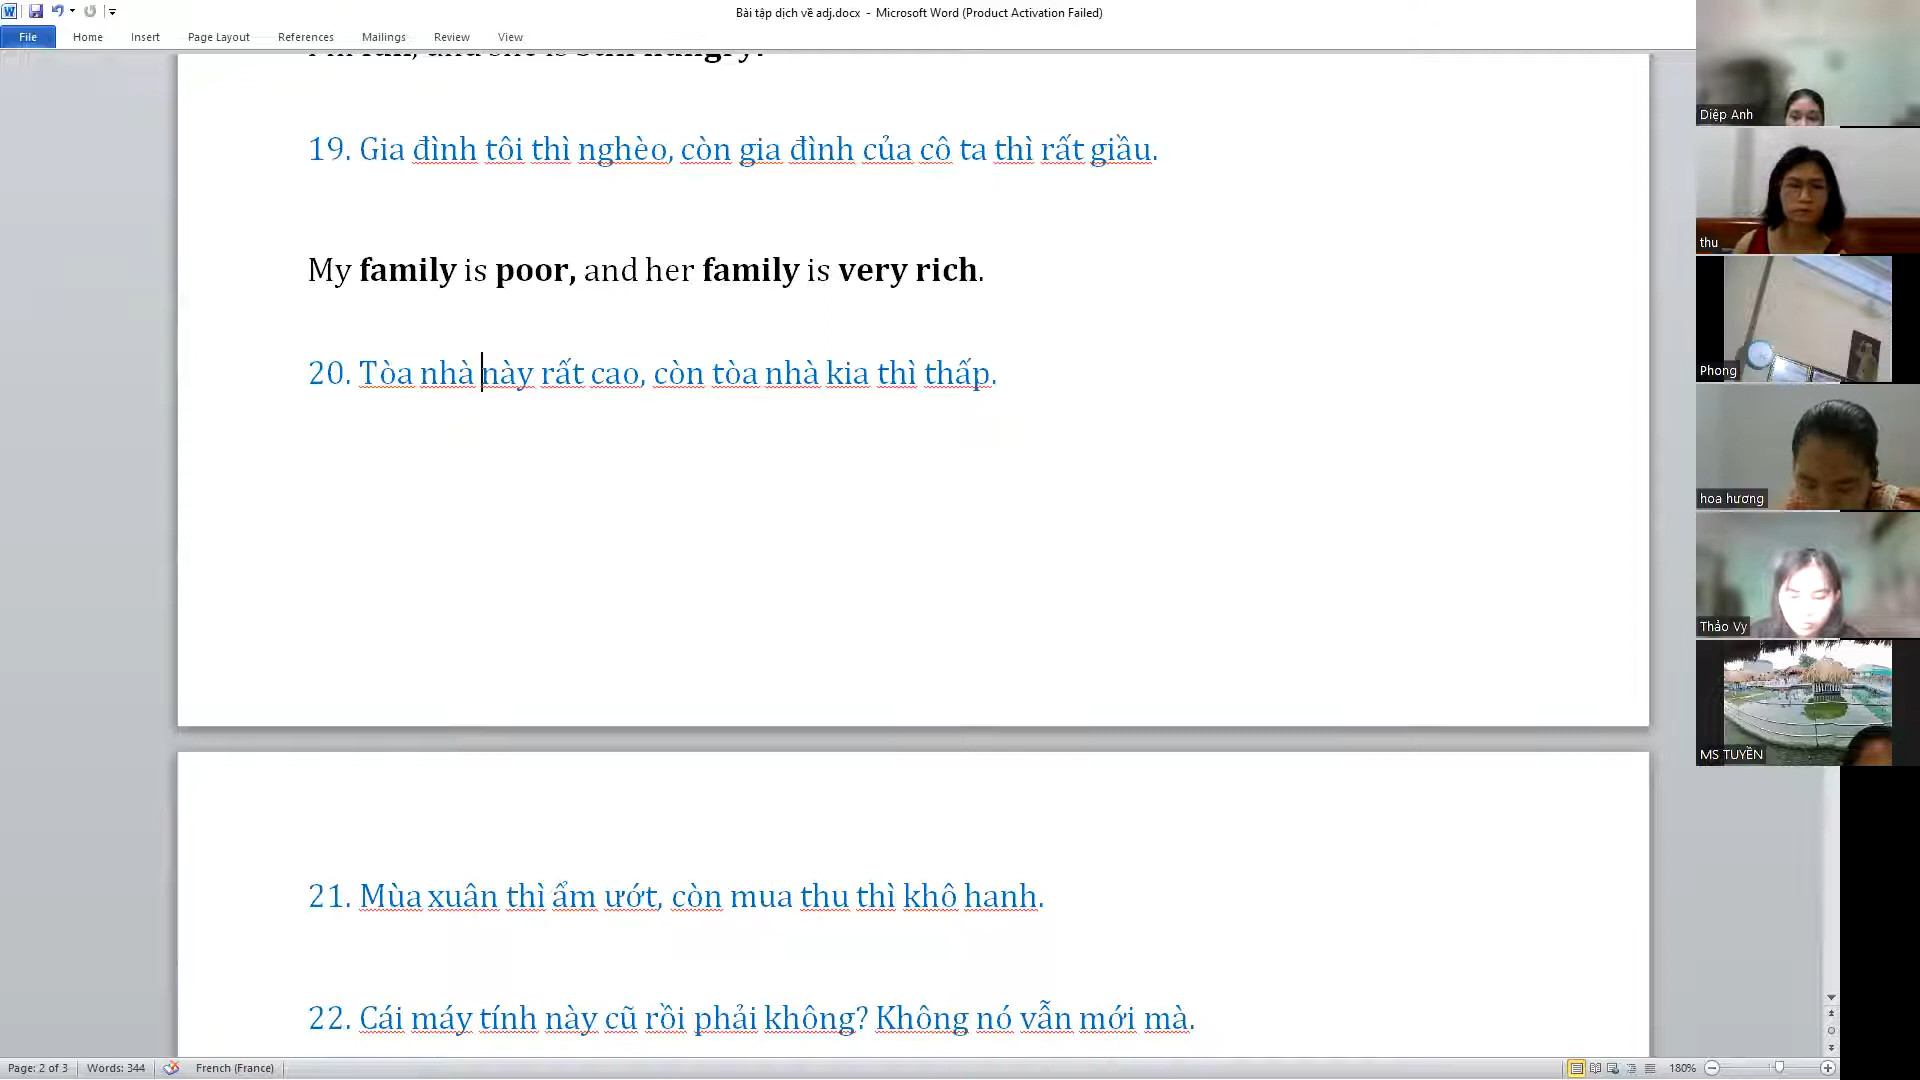 Bài tập dịch về adj.docx - Microsoft Word (Product Activation Failed)
File Home Insert Page Layout References Mailings Review View
19. Gia đình tôi thì nghèo, còn gia đình của cô ta thì rất giầu.
My family is poor, and her family is very rich.
20. Tòa nhà này rất cao, còn tòa nhà kia thì thấp.
21. Mùa xuân thì ẩm ướt, còn mua thu thì khô hanh.
22. Cái máy tính này cũ rồi phải không? Không nó vẫn mới mà.
Diệp Anh
thu
Phong
hoa hương
Thảo Vy
MS TUYỀN
Page: 2 of 3 Words: 344 French (France) 180%